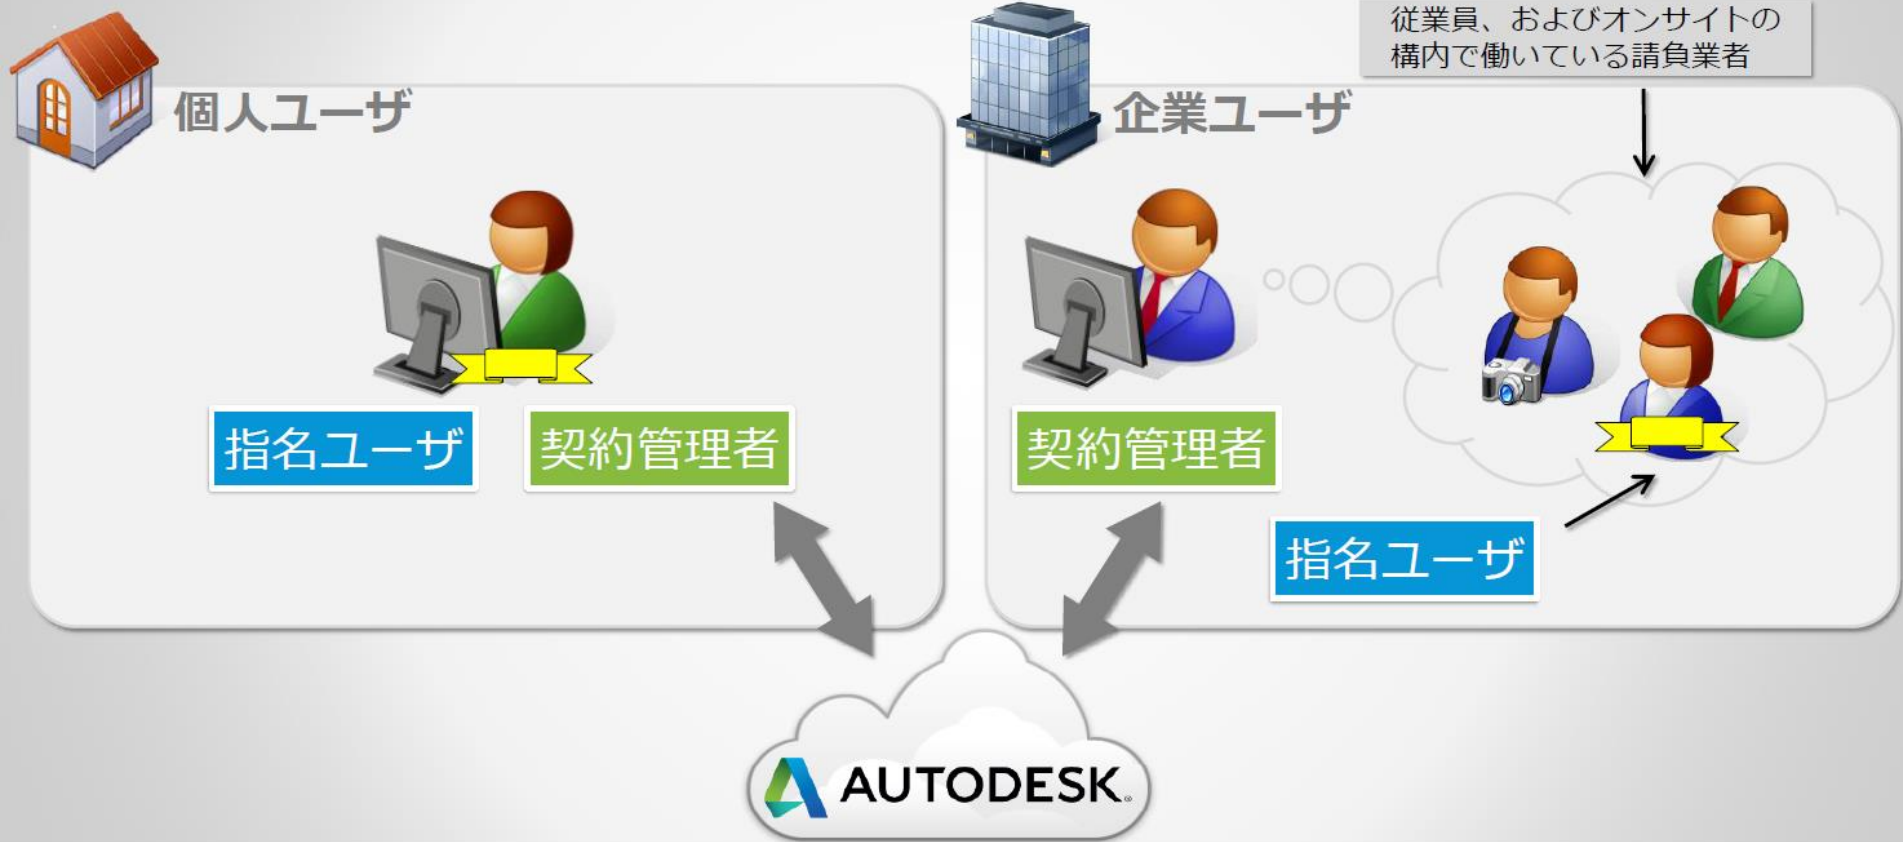 従業員、およびオンサイトの
構内で働いている請負業者
個人ユーザ
企業ユーザ
指名ユーザ
契約管理者
契約管理者
指名ユーザ
AUTODESK®